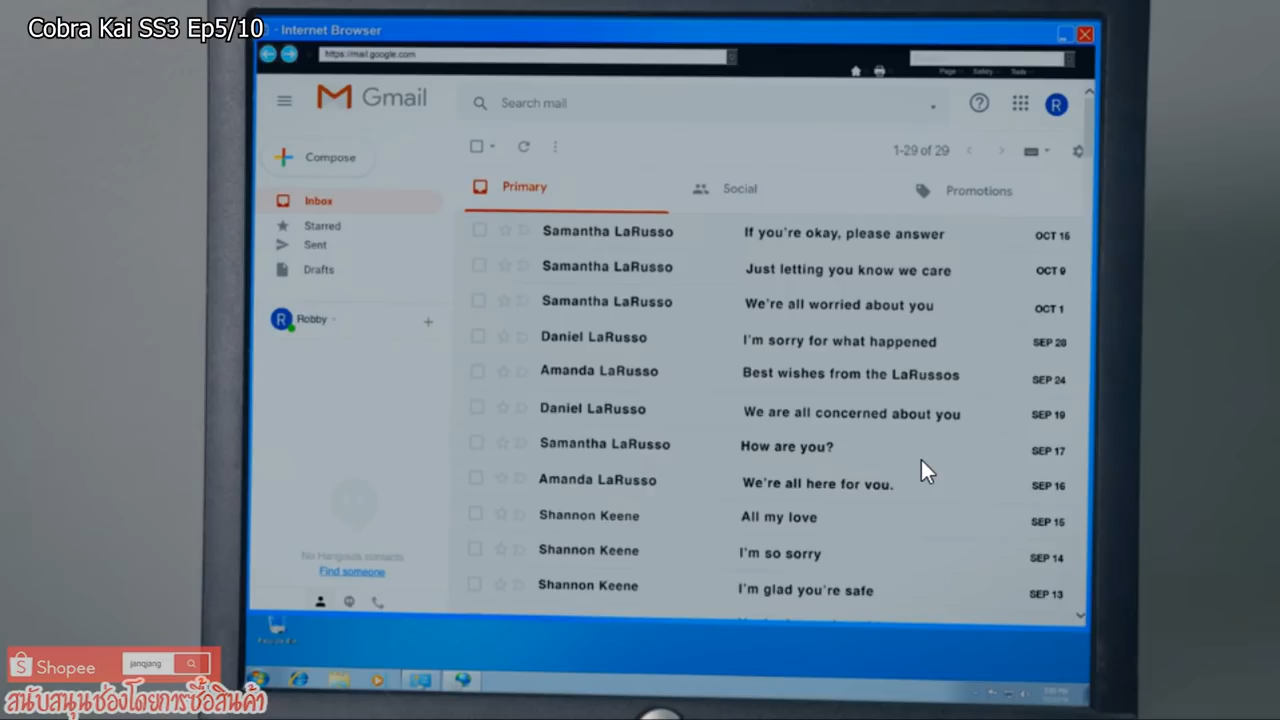 Cobra Kai SS3 Ep5/10
- Internet Browser
https://mail.google.com
Page Safety Tools
Gmail
Search mail
R
Compose
1-29 of 29
Inbox
Primary
Social
Promotions
Starred
Sent
Drafts
R Robby
Samantha LaRusso If you're okay, please answer OCT 16
Samantha LaRusso Just letting you know we care OCT 9
Samantha LaRusso We're all worried about you OCT 1
Daniel LaRusso I'm sorry for what happened SEP 28
Amanda LaRusso Best wishes from the LaRussos SEP 24
Daniel LaRusso We are all concerned about you SEP 19
Samantha LaRusso How are you? SEP 17
Amanda LaRusso We're all here for you. SEP 16
Shannon Keene All my love SEP 15
Shannon Keene I'm so sorry SEP 14
Shannon Keene I'm glad you're safe SEP 13
No Hangouts contacts
Find someone
Shopee
janqjang
สนับสนุนช่องโดยการซื้อสินค้า